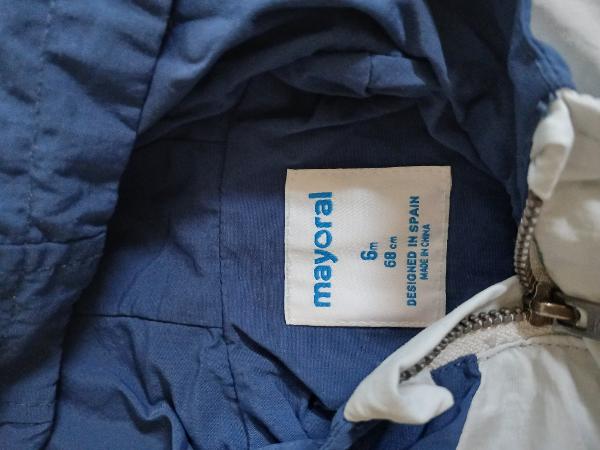 mayoral
6m
68 cm
DESIGNED IN SPAIN
MADE IN CHINA